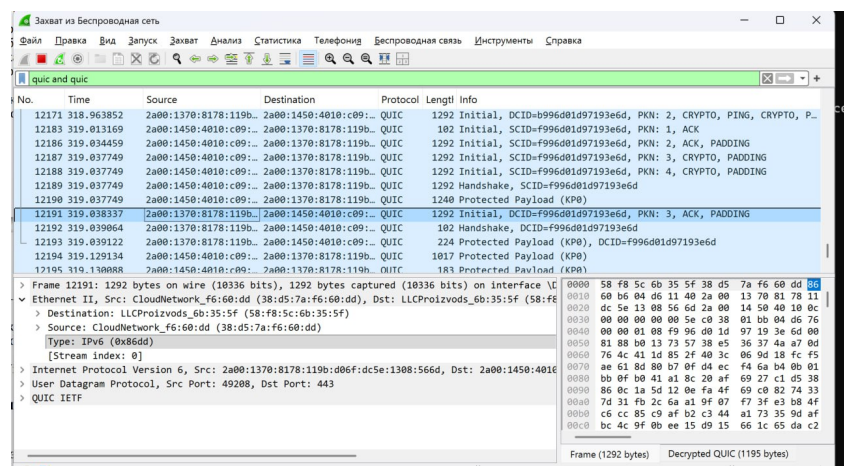 Захват из Беспроводная сеть
Файл Правка Вид Запуск Захват Анализ Статистика Телефония Беспроводная связь Инструменты Справка
quic and quic
No. Time Source Destination Protocol Lengtl Info
12171 318.963852 2a00:1370:8178:119b… 2a00:1450:4010:c09:… QUIC 1292 Initial, DCID=b996d01d97193e6d, PKN: 2, CRYPTO, PING, CRYPTO, P…
12183 319.013169 2a00:1450:4010:c09:… 2a00:1370:8178:119b… QUIC 102 Initial, SCID=f996d01d97193e6d, PKN: 1, ACK
12186 319.034459 2a00:1450:4010:c09:… 2a00:1370:8178:119b… QUIC 1292 Initial, SCID=f996d01d97193e6d, PKN: 2, ACK, PADDING
12187 319.037749 2a00:1450:4010:c09:… 2a00:1370:8178:119b… QUIC 1292 Initial, SCID=f996d01d97193e6d, PKN: 3, CRYPTO, PADDING
12188 319.037749 2a00:1450:4010:c09:… 2a00:1370:8178:119b… QUIC 1292 Initial, SCID=f996d01d97193e6d, PKN: 4, CRYPTO, PADDING
12189 319.037749 2a00:1450:4010:c09:… 2a00:1370:8178:119b… QUIC 1292 Handshake, SCID=f996d01d97193e6d
12190 319.037749 2a00:1450:4010:c09:… 2a00:1370:8178:119b… QUIC 1240 Protected Payload (KP0)
12191 319.038337 2a00:1370:8178:119b… 2a00:1450:4010:c09:… QUIC 1292 Initial, DCID=f996d01d97193e6d, PKN: 3, ACK, PADDING
12192 319.039064 2a00:1370:8178:119b… 2a00:1450:4010:c09:… QUIC 102 Handshake, DCID=f996d01d97193e6d
12193 319.039122 2a00:1370:8178:119b… 2a00:1450:4010:c09:… QUIC 224 Protected Payload (KP0), DCID=f996d01d97193e6d
12194 319.129134 2a00:1450:4010:c09:… 2a00:1370:8178:119b… QUIC 1017 Protected Payload (KP0)
12195 319.130088 2a00:1450:4010:c09:… 2a00:1370:8178:119b… QUIC 183 Protected Payload (KP0)
Frame 12191: 1292 bytes on wire (10336 bits), 1292 bytes captured (10336 bits) on interface \D
Ethernet II, Src: CloudNetwork_f6:60:dd (38:d5:7a:f6:60:dd), Dst: LLCProizvods_6b:35:5f (58:f8
Destination: LLCProizvods_6b:35:5f (58:f8:5c:6b:35:5f)
Source: CloudNetwork_f6:60:dd (38:d5:7a:f6:60:dd)
Type: IPv6 (0x86dd)
[Stream index: 0]
Internet Protocol Version 6, Src: 2a00:1370:8178:119b:d06f:dc5e:1308:566d, Dst: 2a00:1450:4010
User Datagram Protocol, Src Port: 49208, Dst Port: 443
QUIC IETF
0000 58 f8 5c 6b 35 5f 38 d5 7a f6 60 dd 86
0010 60 b6 04 d6 11 40 2a 00 13 70 81 78 11
0020 dc 5e 13 08 56 6d 2a 00 14 50 40 10 0c
0030 00 00 00 00 00 5e c0 38 01 bb 04 d6 76
0040 00 00 01 08 f9 96 d0 1d 97 19 3e 6d 00
0050 81 88 b0 13 73 57 38 e5 36 37 4a a7 0d
0060 76 4c 41 1d 85 2f 40 3c 06 9d 18 fc f5
0070 ae 61 8d 80 b7 0f d4 ec f4 6a b4 0b 01
0080 bb 0f b0 41 a1 8c 20 af 69 27 c1 d5 38
0090 86 0c 1a 5d 12 0e fa 4f 69 c0 82 74 33
00a0 7d 31 fb 2c 6a a1 9f 07 f7 3f e3 b8 4f
00b0 c6 cc 85 c9 af b2 c3 44 a1 73 35 9d af
00c0 bc 4c 9f 0b ee 15 d9 15 66 1c 65 da c2
Frame (1292 bytes) Decrypted QUIC (1195 bytes)